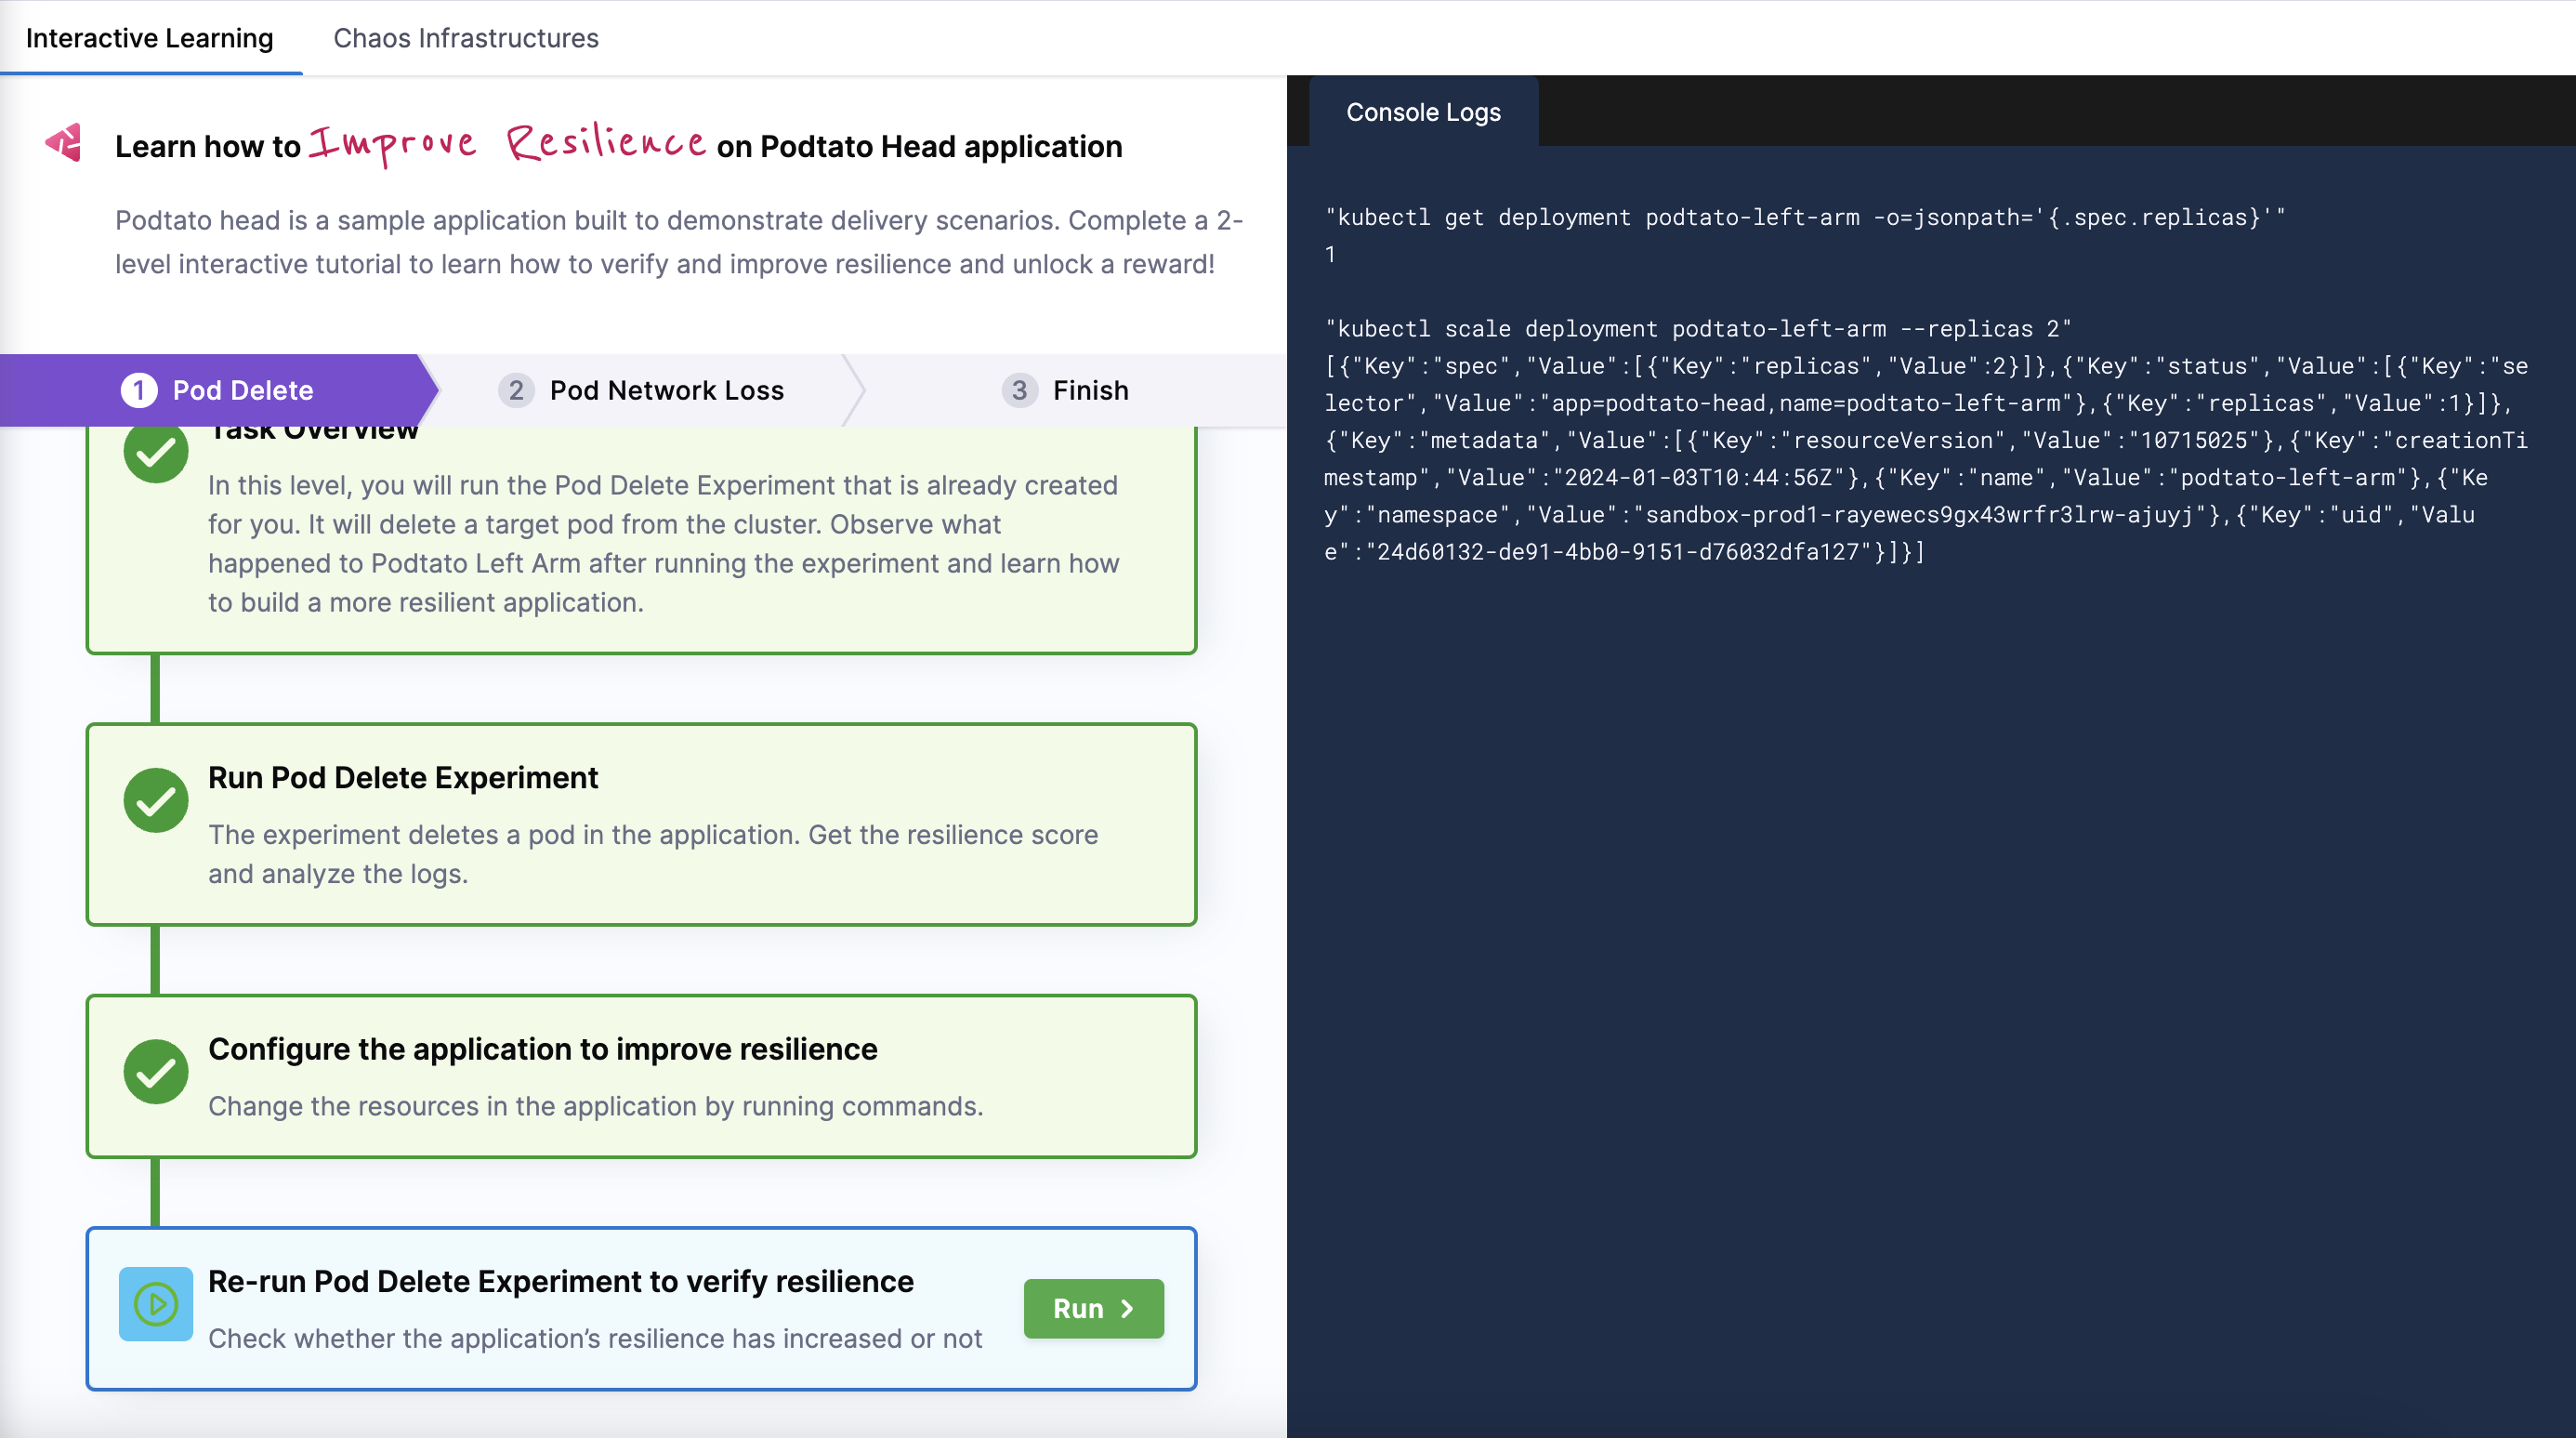 Interactive Learning
Chaos Infrastructures
Learn how to Improve Resilience on Podtato Head application
Podtato head is a sample application built to demonstrate delivery scenarios. Complete a 2-
level interactive tutorial to learn how to verify and improve resilience and unlock a reward!
1 Pod Delete
2 Pod Network Loss
3 Finish
Task Overview
In this level, you will run the Pod Delete Experiment that is already created
for you. It will delete a target pod from the cluster. Observe what
happened to Podtato Left Arm after running the experiment and learn how
to build a more resilient application.
Run Pod Delete Experiment
The experiment deletes a pod in the application. Get the resilience score
and analyze the logs.
Configure the application to improve resilience
Change the resources in the application by running commands.
Re-run Pod Delete Experiment to verify resilience
Check whether the application's resilience has increased or not
Run
Console Logs
"kubectl get deployment podtato-left-arm -o=jsonpath='{.spec.replicas}'"
1
"kubectl scale deployment podtato-left-arm --replicas 2"
[{"Key":"spec","Value":[{"Key":"replicas","Value":2}]},{"Key":"status","Value":[{"Key":"se
lector","Value":"app=podtato-head,name=podtato-left-arm"},{"Key":"replicas","Value":1}]},
{"Key":"metadata","Value":[{"Key":"resourceVersion","Value":"10715025"},{"Key":"creationTi
mestamp","Value":"2024-01-03T10:44:56Z"},{"Key":"name","Value":"podtato-left-arm"},{"Ke
y":"namespace","Value":"sandbox-prod1-rayewecs9gx43wrfr3lrw-ajuyj"},{"Key":"uid","Valu
e":"24d60132-de91-4bb0-9151-d76032dfa127"}]}]